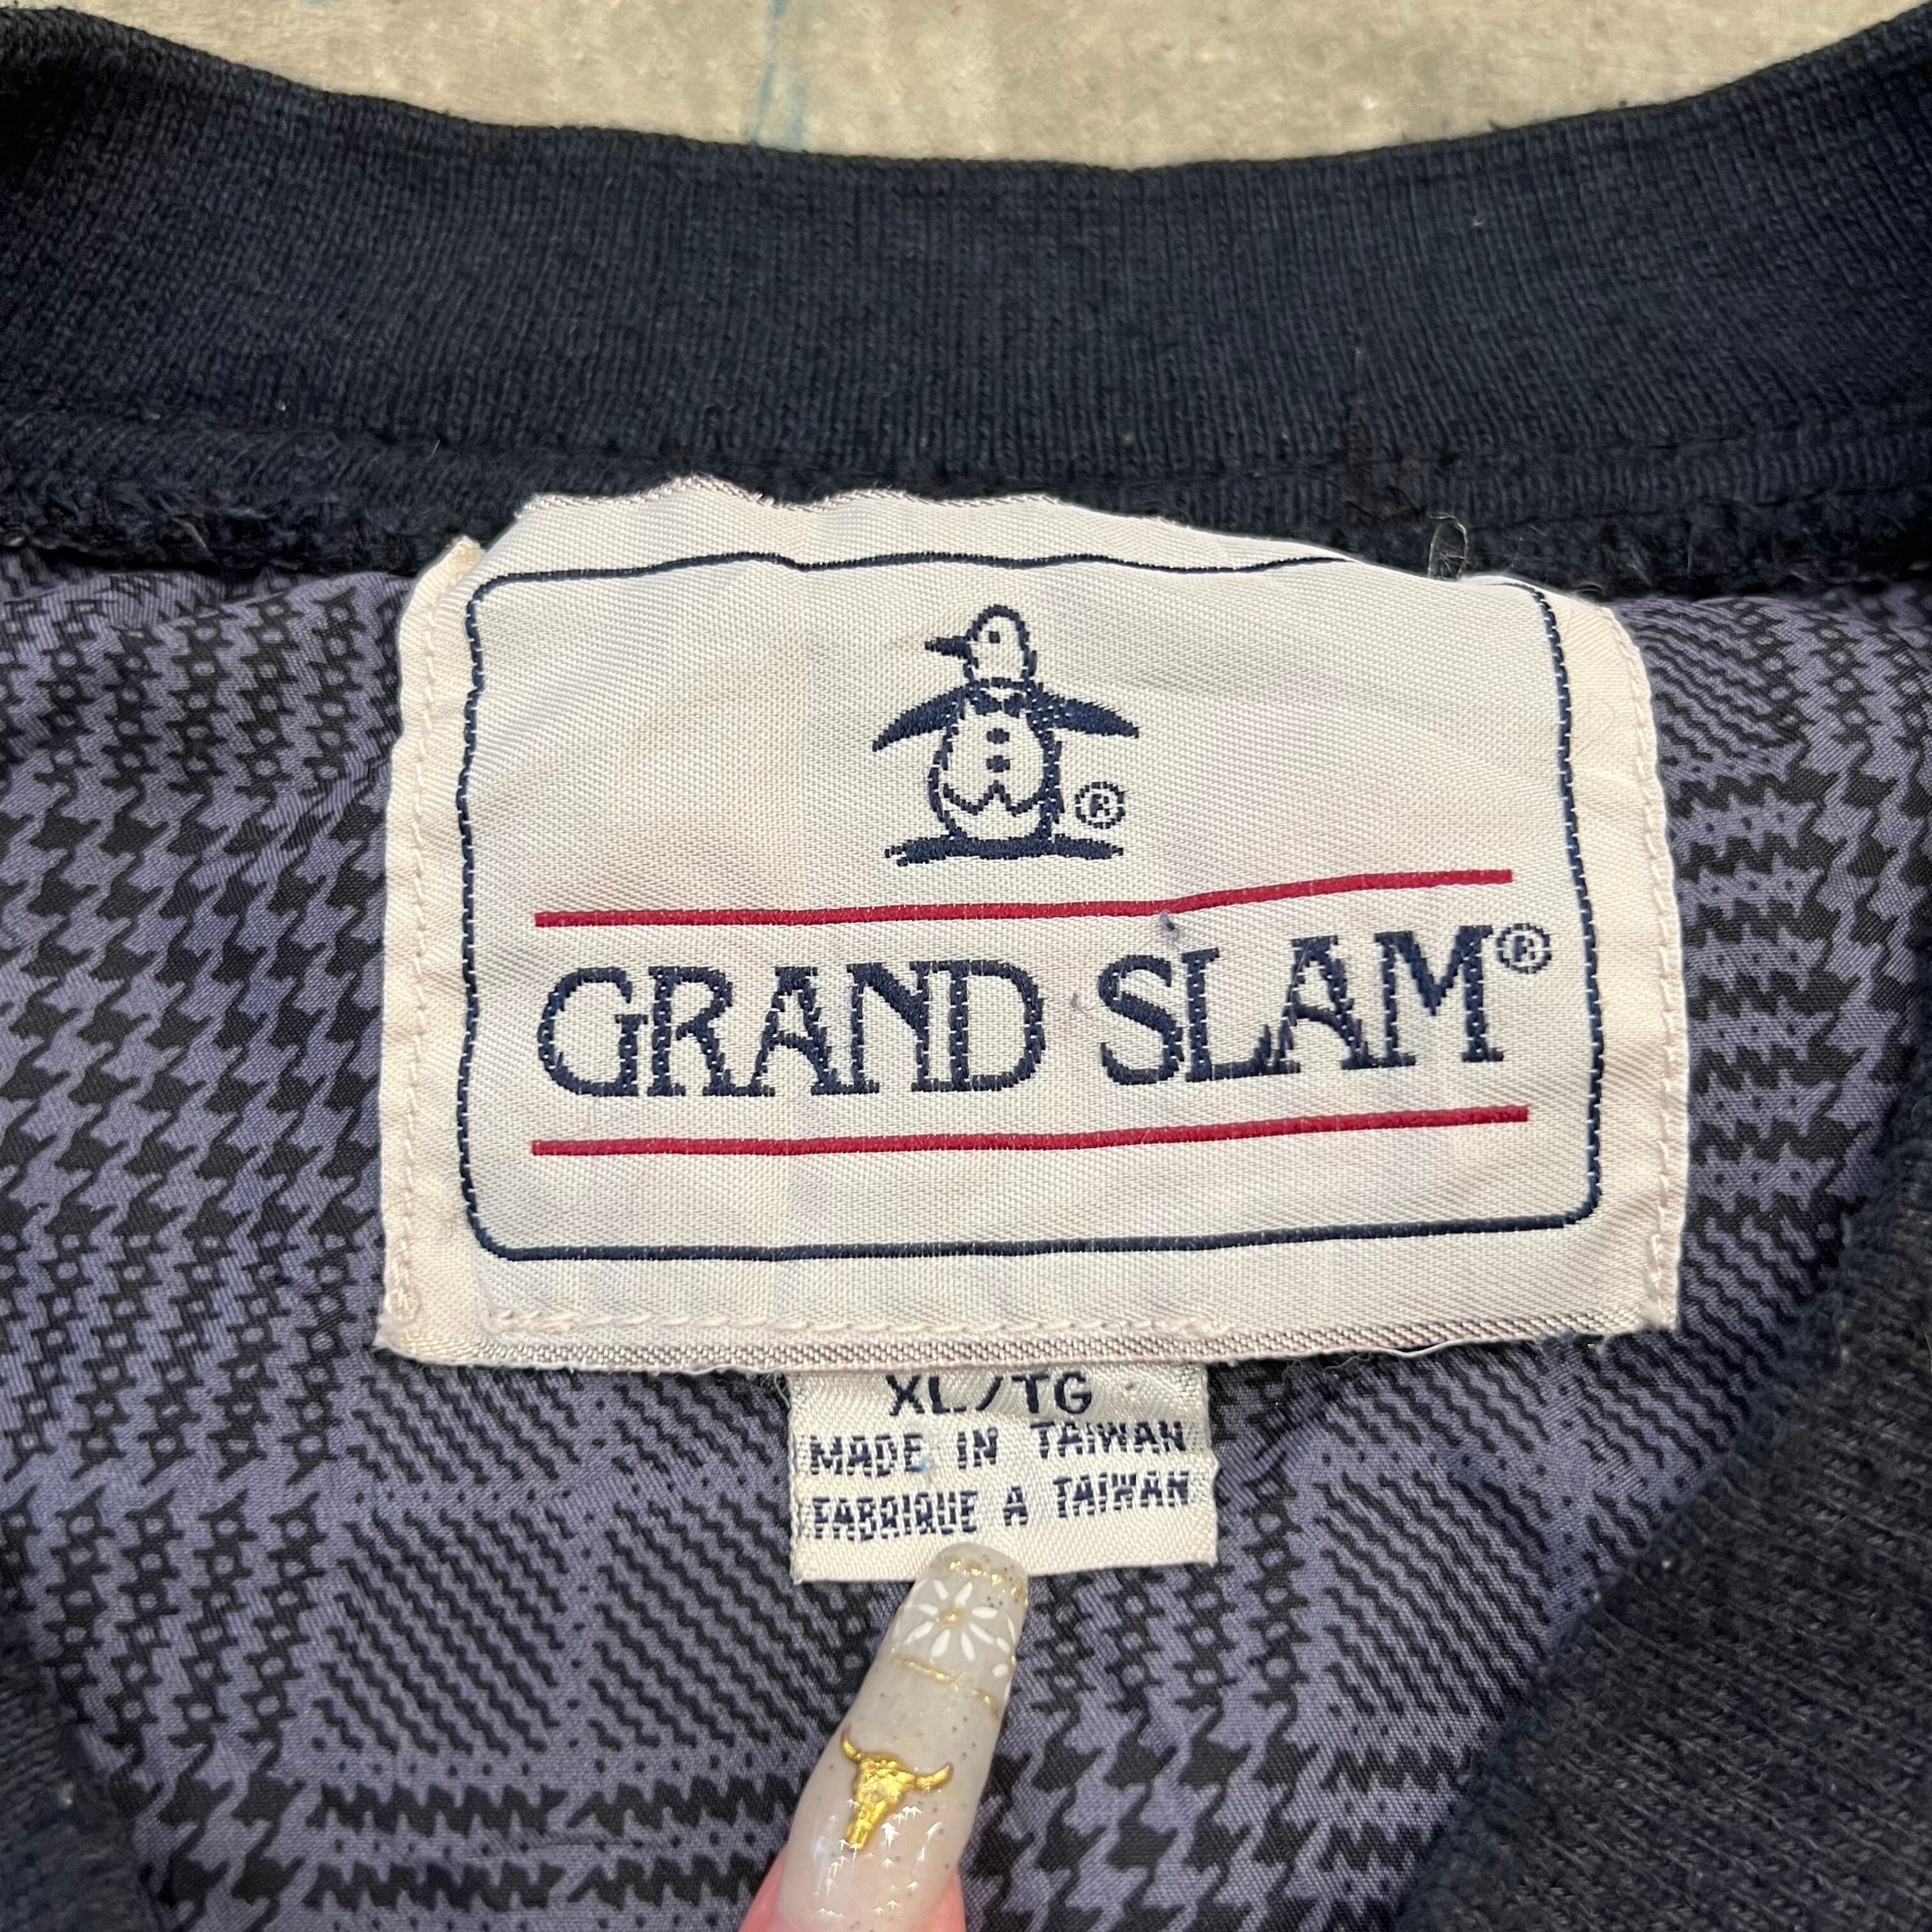 ®
GRAND SLAM®
XL/TG
MADE IN TAIWAN
FABRIQUE A TAIWAN